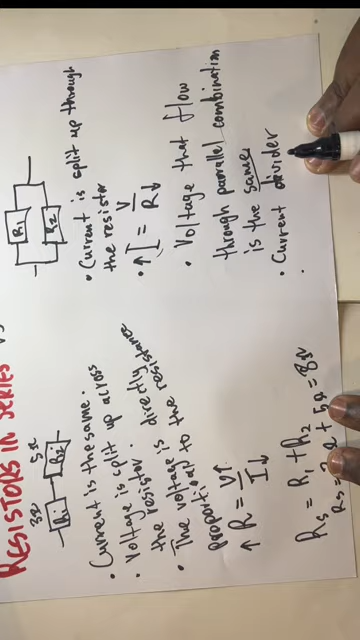 RESISTORS IN SERIES VS
3Ω 5Ω
R1 R2
• Current is the same.
• Voltage is split up across
the resistor.
• The voltage is directly
proportional to the resistance
↑ R = V↑
I↓
Rs = R1 + R2
Rs = 3Ω + 5Ω = 8Ω
R1
R2
• Current is split up through
the resistor
• ↑ I = V
R↓
• Voltage that flow
through parallel combination
is the same
• Current divider